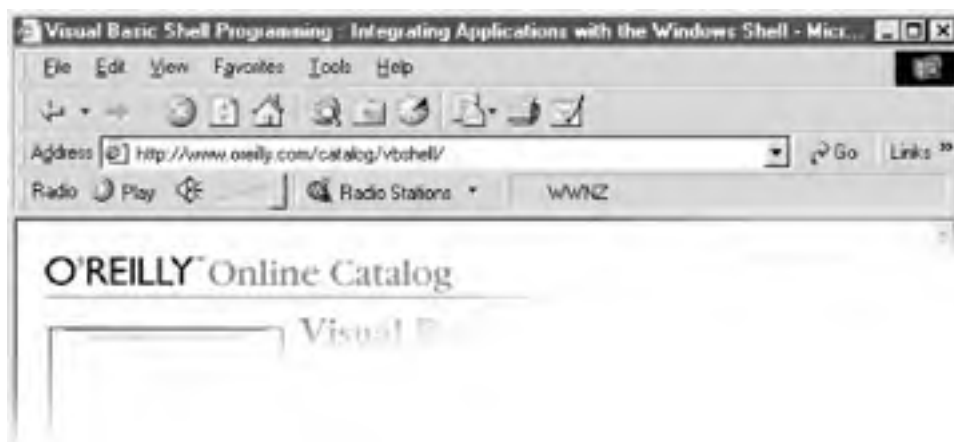 Visual Basic Shell Programming : Integrating Applications with the Windows Shell - Micr...
File Edit View Favorites Tools Help
Address http://www.oreilly.com/catalog/vbshell/ Go Links »
Radio Play Radio Stations WWNZ
O'REILLY™ Online Catalog
Visual